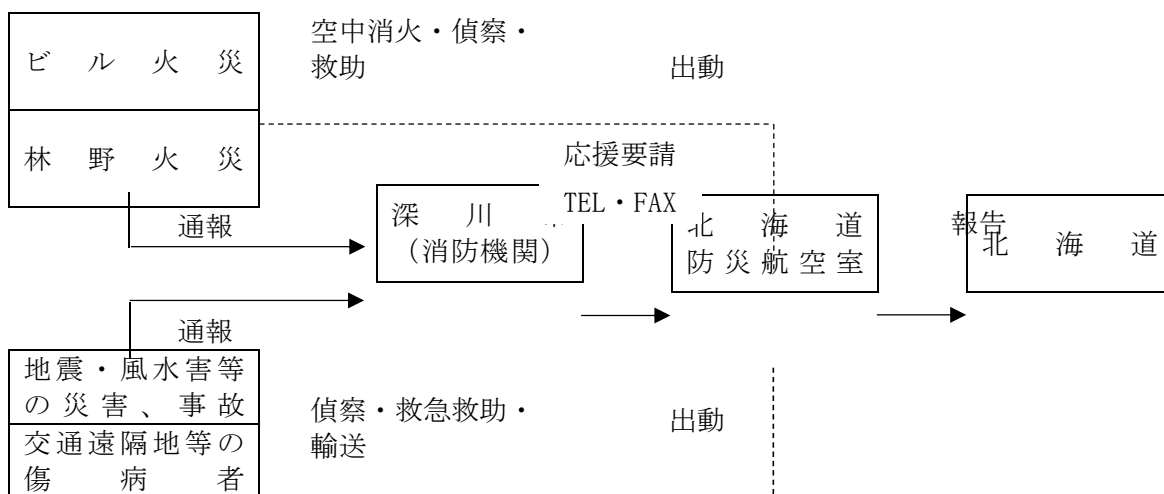 ビル火災
林野火災
空中消火・偵察・
救助
出動
応援要請
TEL・FAX
通報
深川
（消防機関）
北海道
防災航空室
報告
北海道
通報
地震・風水害等
の災害、事故
交通遠隔地等の
傷病者
偵察・救急救助・
輸送
出動